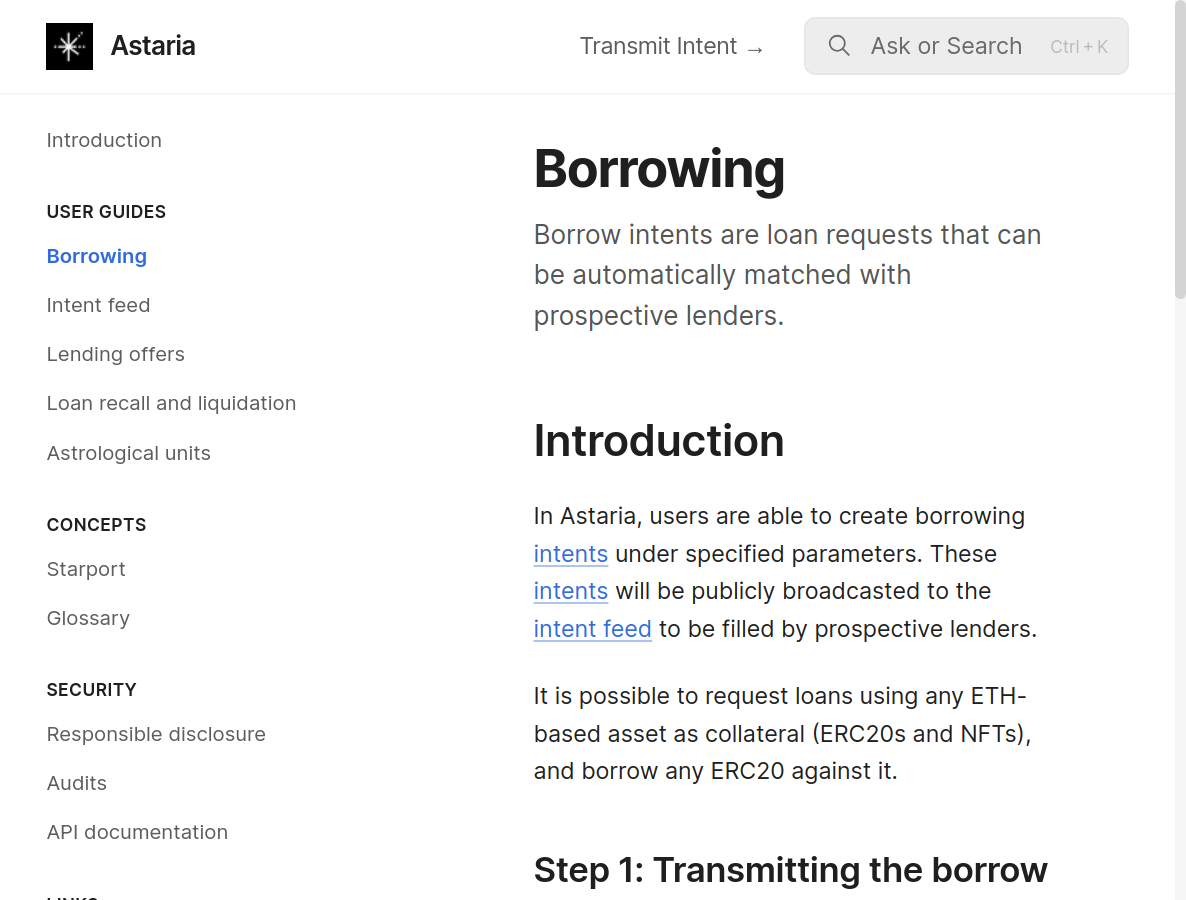 Astaria
Transmit Intent →
Ask or Search
Ctrl + K
Introduction
USER GUIDES
Borrowing
Intent feed
Lending offers
Loan recall and liquidation
Astrological units
CONCEPTS
Starport
Glossary
SECURITY
Responsible disclosure
Audits
API documentation
LINKS
Borrowing
Borrow intents are loan requests that can
be automatically matched with
prospective lenders.
Introduction
In Astaria, users are able to create borrowing
intents under specified parameters. These
intents will be publicly broadcasted to the
intent feed to be filled by prospective lenders.
It is possible to request loans using any ETH-
based asset as collateral (ERC20s and NFTs),
and borrow any ERC20 against it.
Step 1: Transmitting the borrow